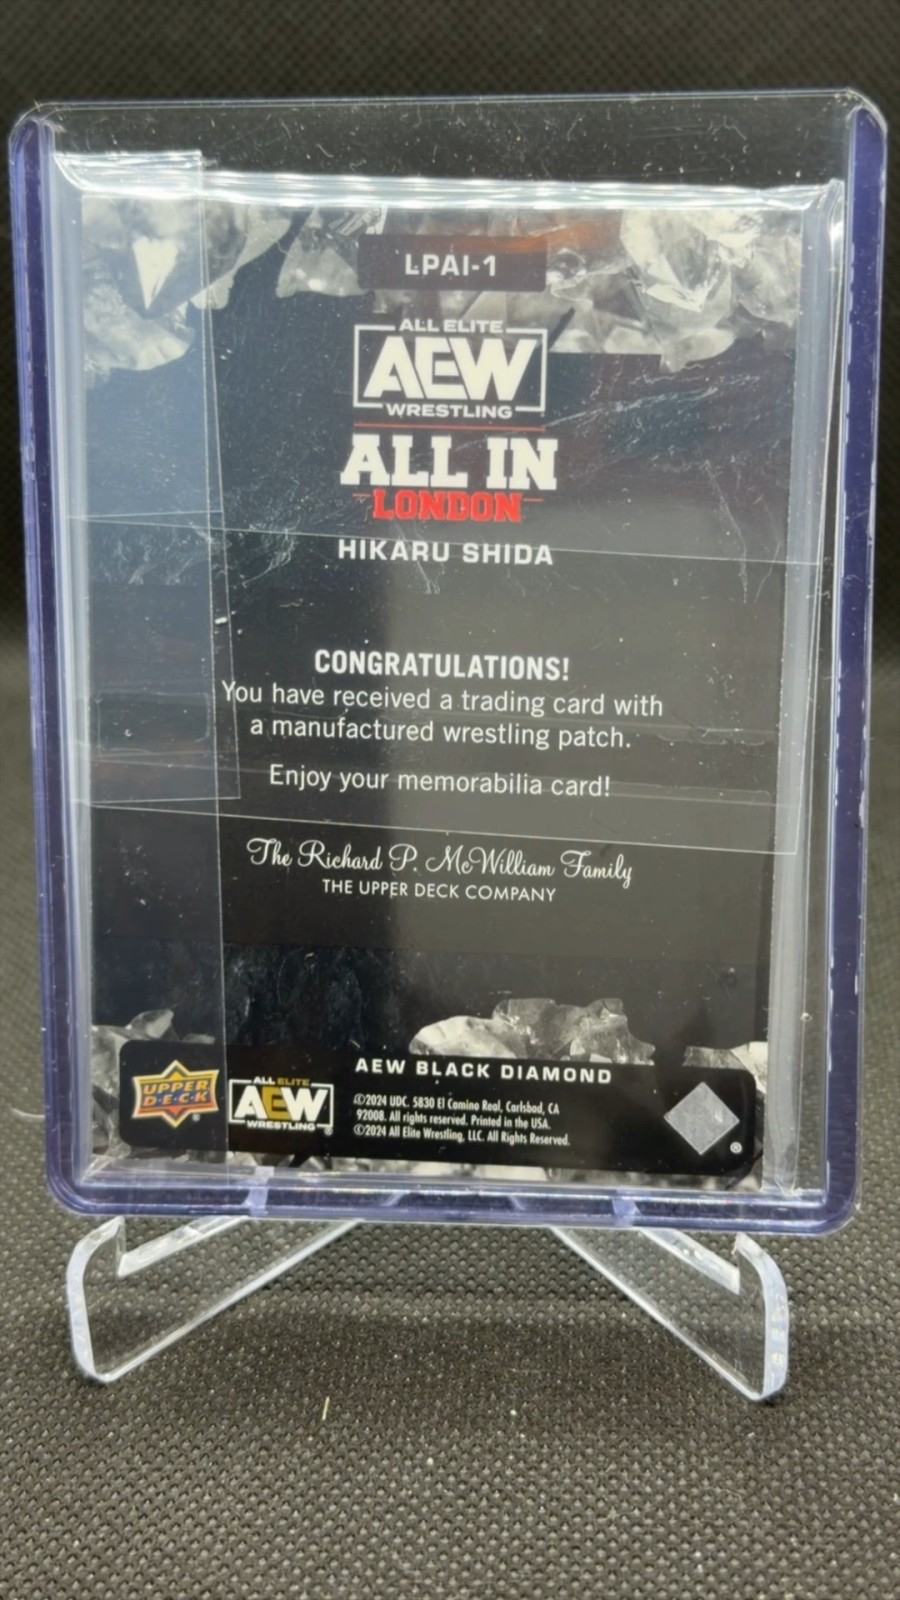 LPAI-1
ALL ELITE
AEW
WRESTLING
ALL IN
LONDON
HIKARU SHIDA
CONGRATULATIONS!
You have received a trading card with
a manufactured wrestling patch.
Enjoy your memorabilia card!
The Richard P. McWilliam Family
THE UPPER DECK COMPANY
AEW BLACK DIAMOND
UPPER
D·E·C·K
®
ALL ELITE
AEW
WRESTLING
®
©2024 UDC. 5830 El Camino Real, Carlsbad, CA
92008. All rights reserved. Printed in the USA.
©2024 All Elite Wrestling, LLC. All Rights Reserved.
®